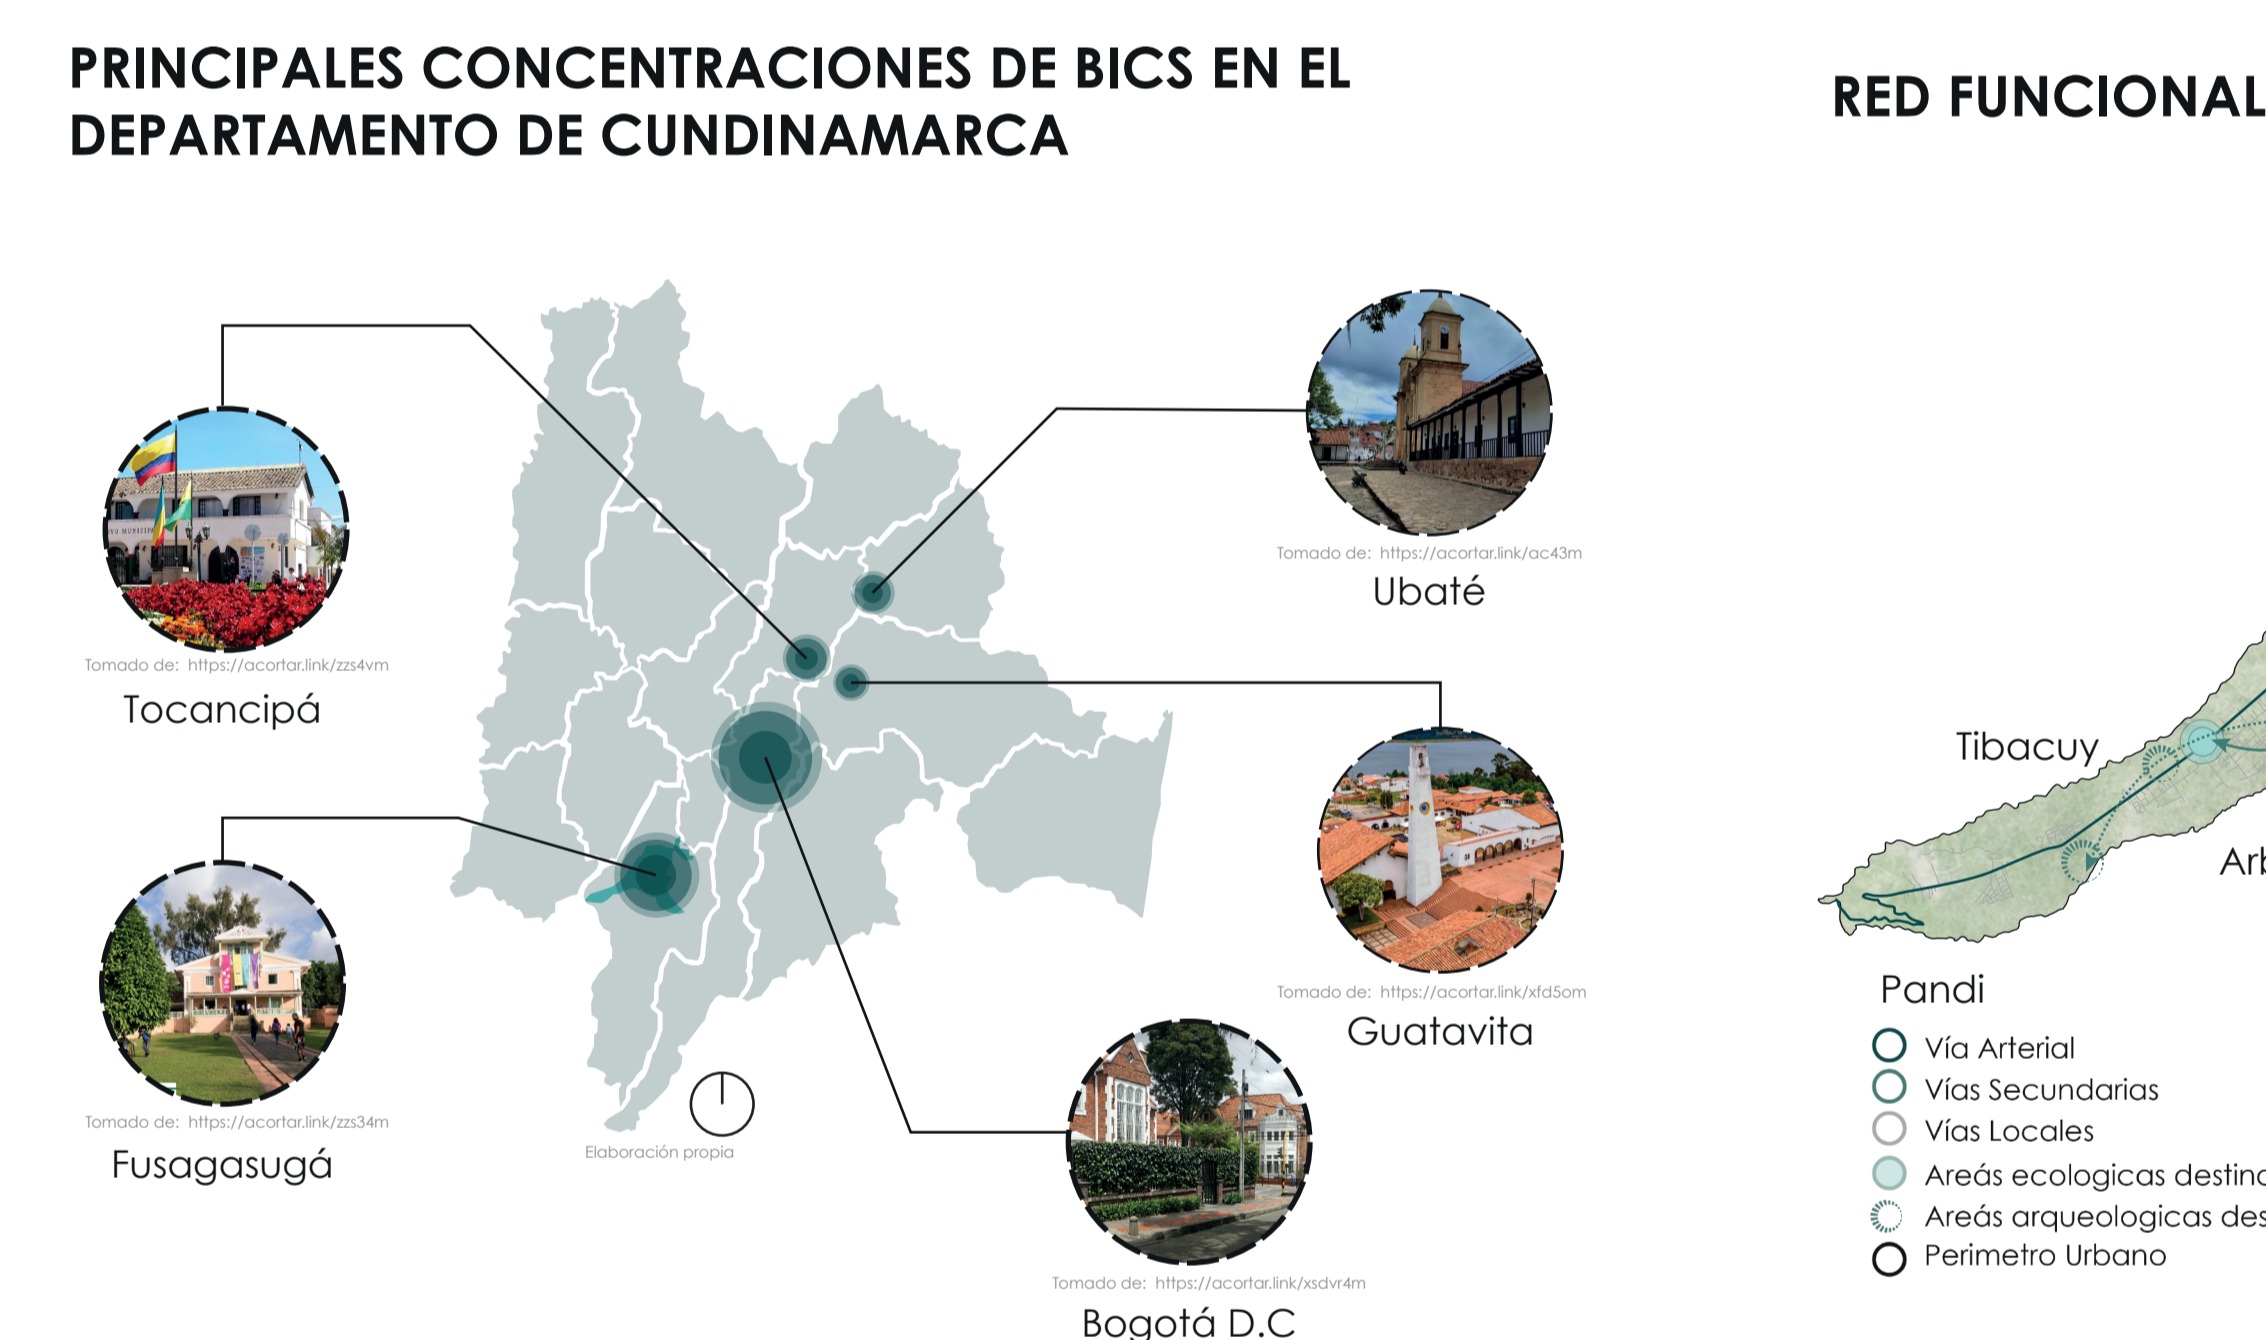 PRINCIPALES CONCENTRACIONES DE BICS EN EL
DEPARTAMENTO DE CUNDINAMARCA
Tomado de: https://acortar.link/zzs4vm
Tocancipá
Tomado de: https://acortar.link/zzs34m
Fusagasugá
Elaboración propia
Tomado de: https://acortar.link/ac43m
Ubaté
Tomado de: https://acortar.link/xfd5om
Guatavita
Tomado de: https://acortar.link/xsdvr4m
Bogotá D.C
RED FUNCIONAL
Tibacuy
Pandi
Vía Arterial
Vías Secundarias
Vías Locales
Areás ecologicas
Areás arqueologicas
Perimetro Urbano